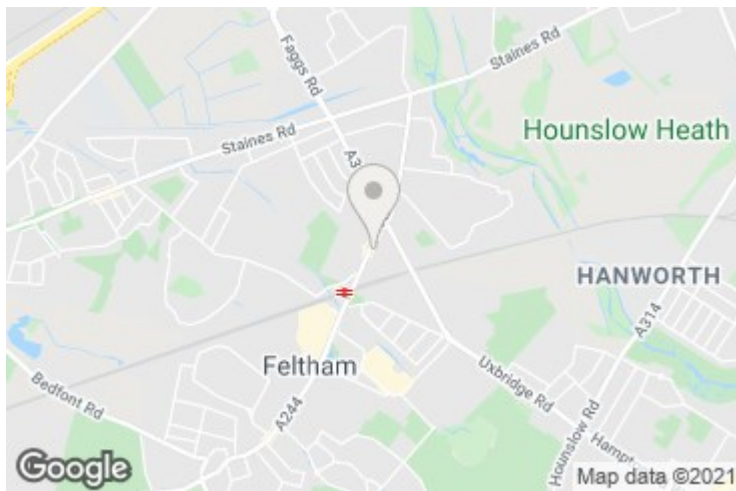 Faggs Rd
Staines Rd
Staines Rd
Hounslow Heath
A3
HANWORTH
A314
Feltham
Uxbridge Rd
Bedfont Rd
A244
Hounslow Rd
Google
Map data ©2021